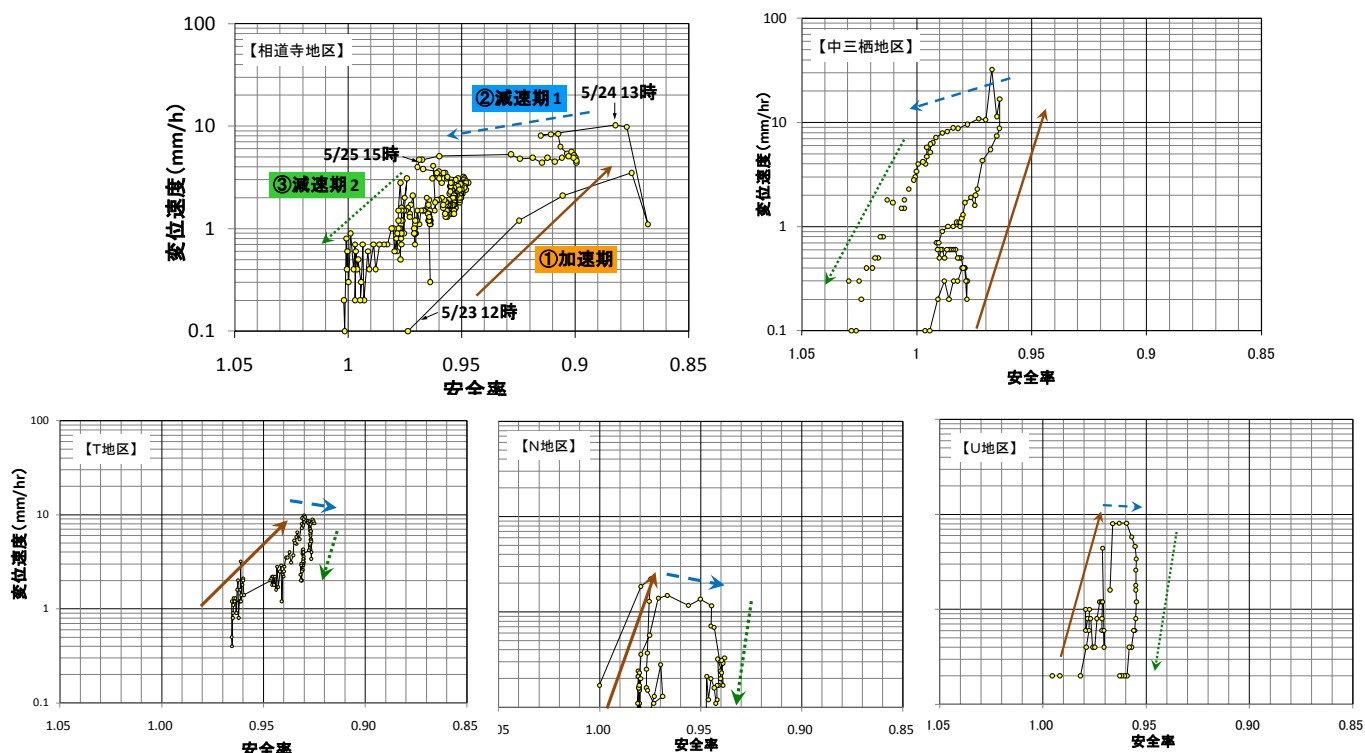 【相道寺地区】
変位速度(mm/h)
100
10
1
0.1
②減速期1
5/24 13時
5/25 15時
③減速期2
①加速期
5/23 12時
1.05
1
0.95
0.9
0.85
安全率
【中三栖地区】
変位速度(mm/hr)
100
10
1
0.1
1.05
1
0.95
0.9
0.85
安全率
【T地区】
変位速度(mm/hr)
100
10
1
0.1
1.05
1.00
0.95
0.90
0.85
安全率
【N地区】
.05
1.00
0.95
0.90
0.85
安全率
【U地区】
1.00
0.95
0.90
0.85
安全率